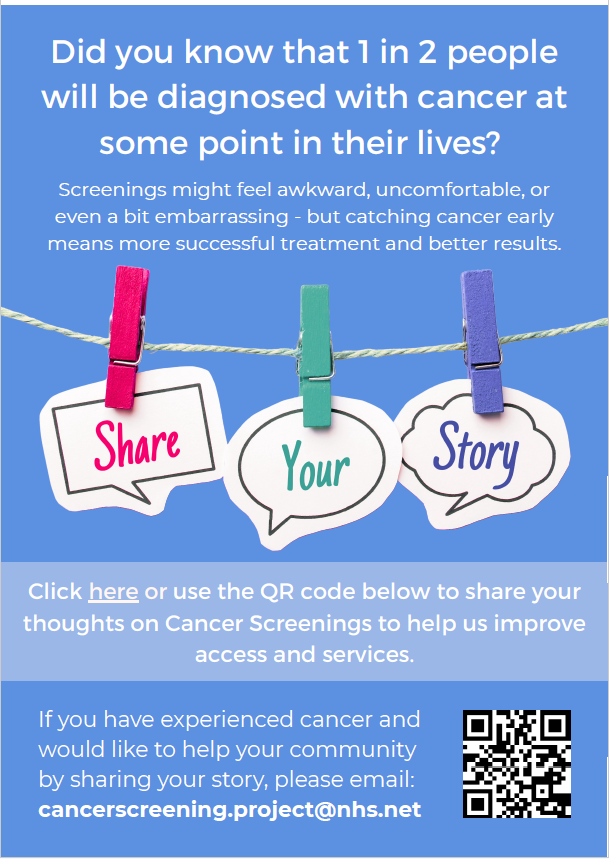 Did you know that 1 in 2 people
will be diagnosed with cancer at
some point in their lives?
Screenings might feel awkward, uncomfortable, or
even a bit embarrassing - but catching cancer early
means more successful treatment and better results.
Share
Your
Story
Click here or use the QR code below to share your
thoughts on Cancer Screenings to help us improve
access and services.
If you have experienced cancer and
would like to help your community
by sharing your story, please email:
cancerscreening.project@nhs.net